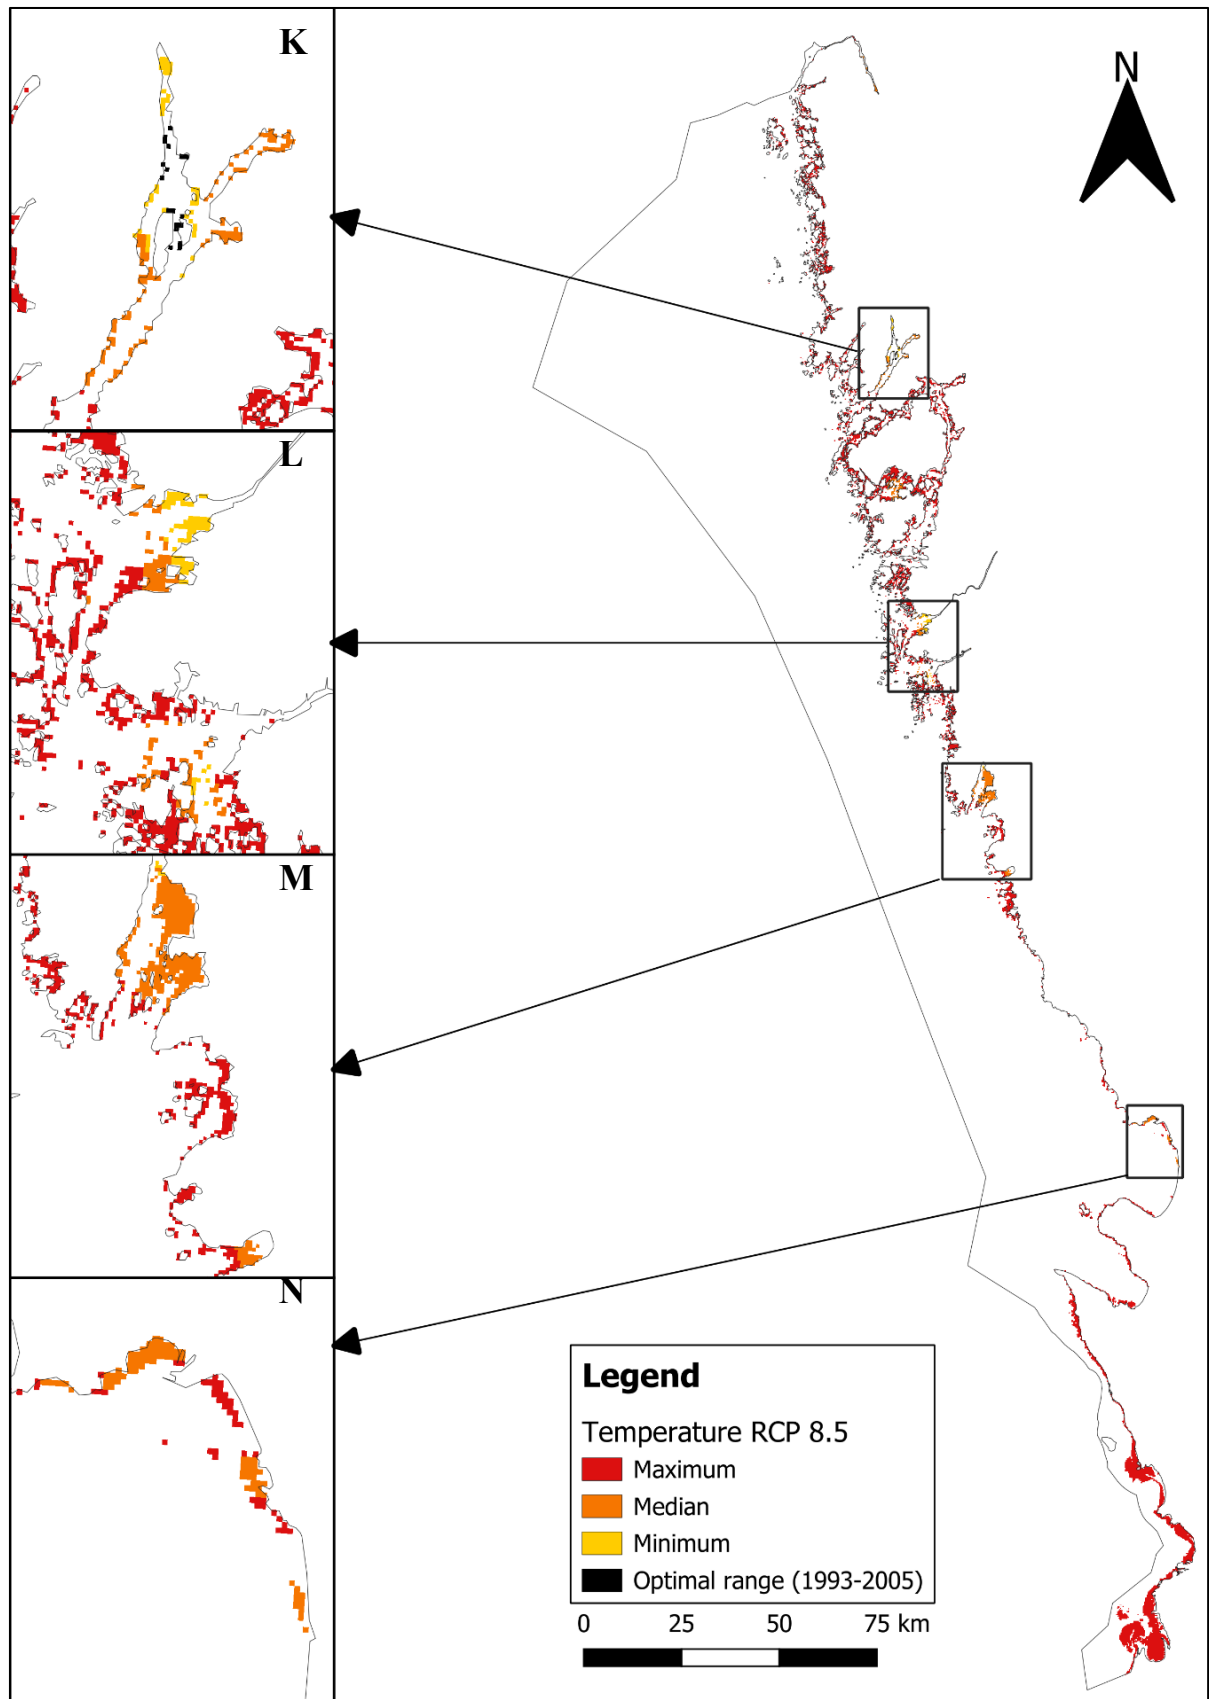 K
N
L
M
N
Legend
Temperature RCP 8.5
Maximum
Median
Minimum
Optimal range (1993-2005)
0 25 50 75 km